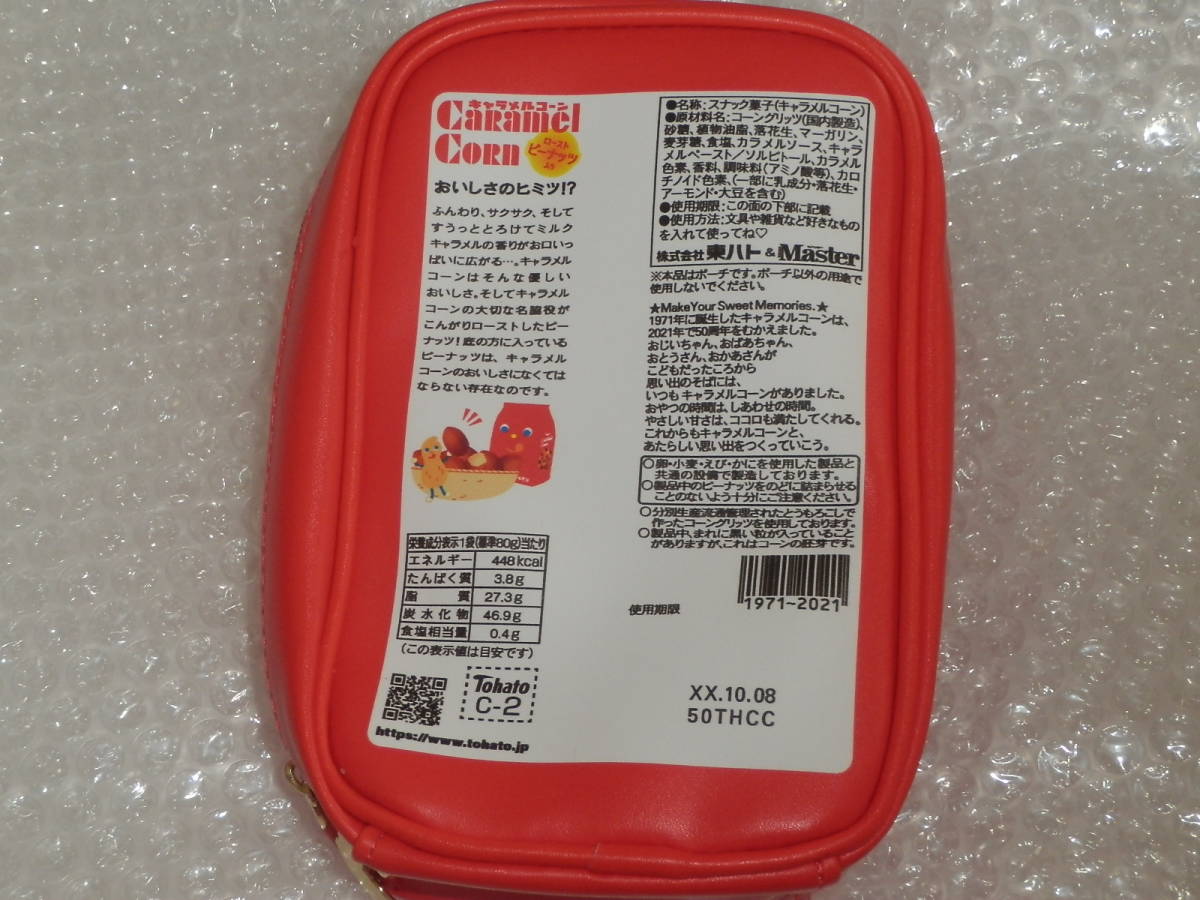 キャラメルコーン
Caramel
Corn
ロースト
ピーナッツ
入り
おいしさのヒミツ!?
ふんわり、サクサク、そして
すうっととろけてミルク
キャラメルの香りがお口いっ
ぱいに広がる…。キャラメル
コーンはそんな優しい
おいしさ。そしてキャラメル
コーンの大切な名脇役が
こんがりローストしたピー
ナッツ!底の方に入っている
ピーナッツは、キャラメル
コーンのおいしさになくては
ならない存在なのです。
栄養成分表示1袋(標準80g)当たり
エネルギー 448kcal
たんぱく質 3.8g
脂質 27.3g
炭水化物 46.9g
食塩相当量 0.4g
(この表示値は目安です)
Tohato
C-2
https://www.tohato.jp
●名称:スナック菓子(キャラメルコーン)
●原材料名:コーングリッツ(国内製造)、
砂糖、植物油脂、落花生、マーガリン、
麦芽糖、食塩、カラメルソース、キャラ
メルペースト/ソルビトール、カラメル
色素、香料、調味料(アミノ酸等)、カロ
チノイド色素、(一部に乳成分・落花生・
アーモンド・大豆を含む)
●使用期限:この面の下部に記載
●使用方法:文具や雑貨など好きなもの
を入れて使ってね♡
株式会社 東ハト & Master
※本品はポーチです。ポーチ以外の用途で
使用しないでください。
★Make Your Sweet Memories.★
1971年に誕生したキャラメルコーンは、
2021年で50周年をむかえました。
おじいちゃん、おばあちゃん、
おとうさん、おかあさんが
こどもだったころから
思い出のそばには、
いつもキャラメルコーンがありました。
おやつの時間は、しあわせの時間。
やさしい甘さは、ココロも満たしてくれる。
これからもキャラメルコーンと、
あたらしい思い出をつくっていこう。
○卵・小麦・えび・かにを使用した製品と
共通の設備で製造しております。
○製品中のピーナッツをのどに詰まらせる
ことのないよう十分にご注意ください。
○分別生産流通管理されたとうもろこしで
作ったコーングリッツを使用しております。
○製品中、まれに黒い粒が入っていること
がありますが、これはコーンの胚芽です。
1971~2021
使用期限
XX.10.08
50THCC